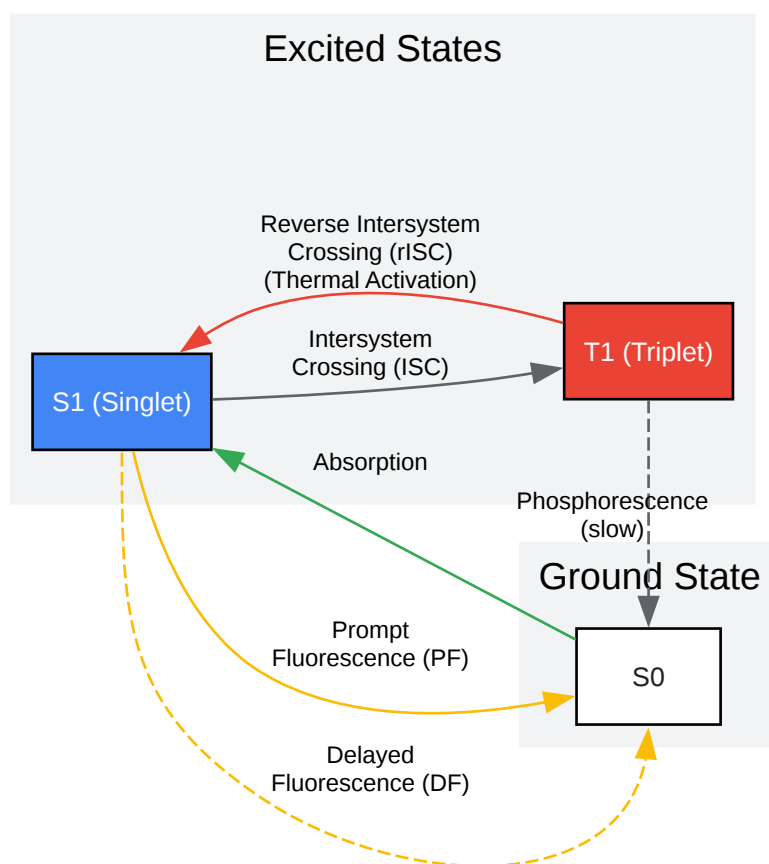 Excited States
Reverse Intersystem
Crossing (rISC)
(Thermal Activation)
Intersystem
Crossing (ISC)
T1 (Triplet)
S1 (Singlet)
Absorption
Phosphorescence
(slow)
Ground State
Prompt
Fluorescence (PF)
S0
Delayed
Fluorescence (DF)